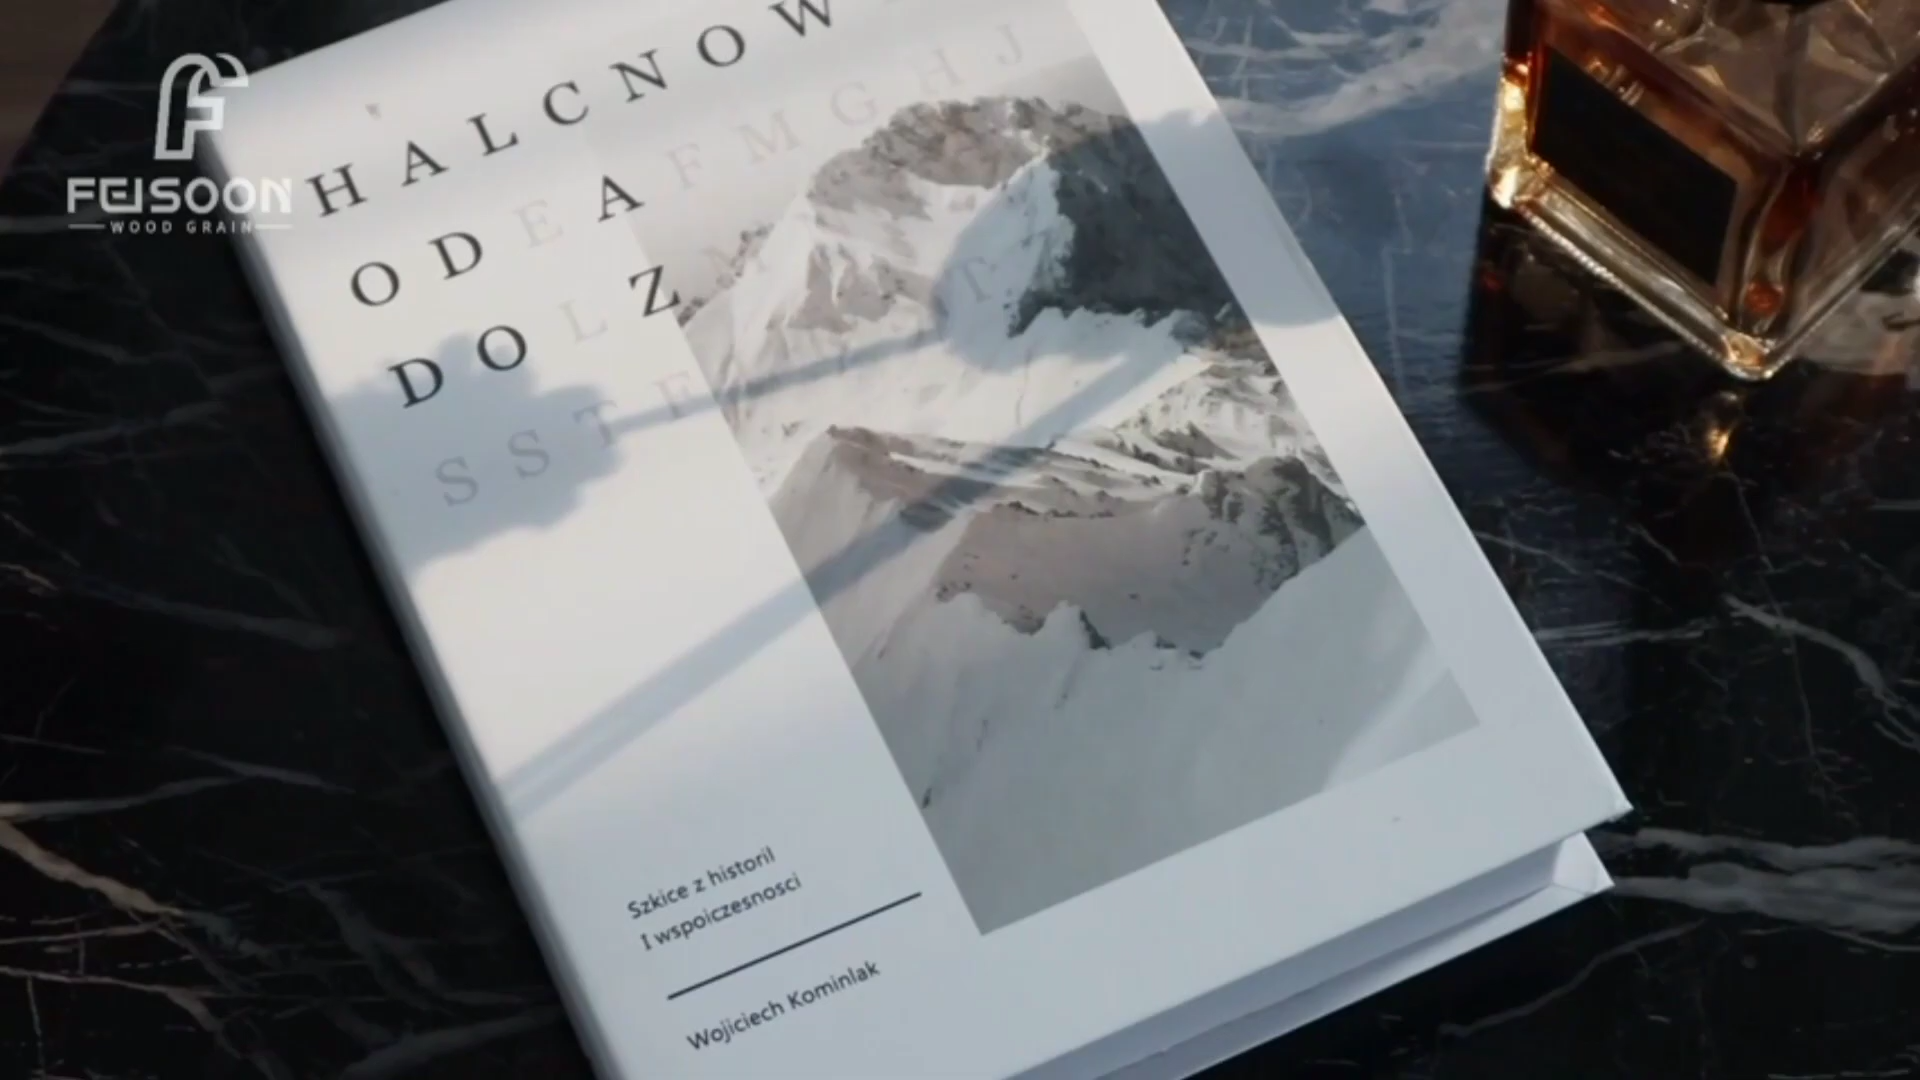 FEISOON
WOOD GRAIN
HALCNOW
ODEAFMGHJ
DOLZ
SST
Szkice z historil
I wspoiczesnosci
Wojiciech Kominlak